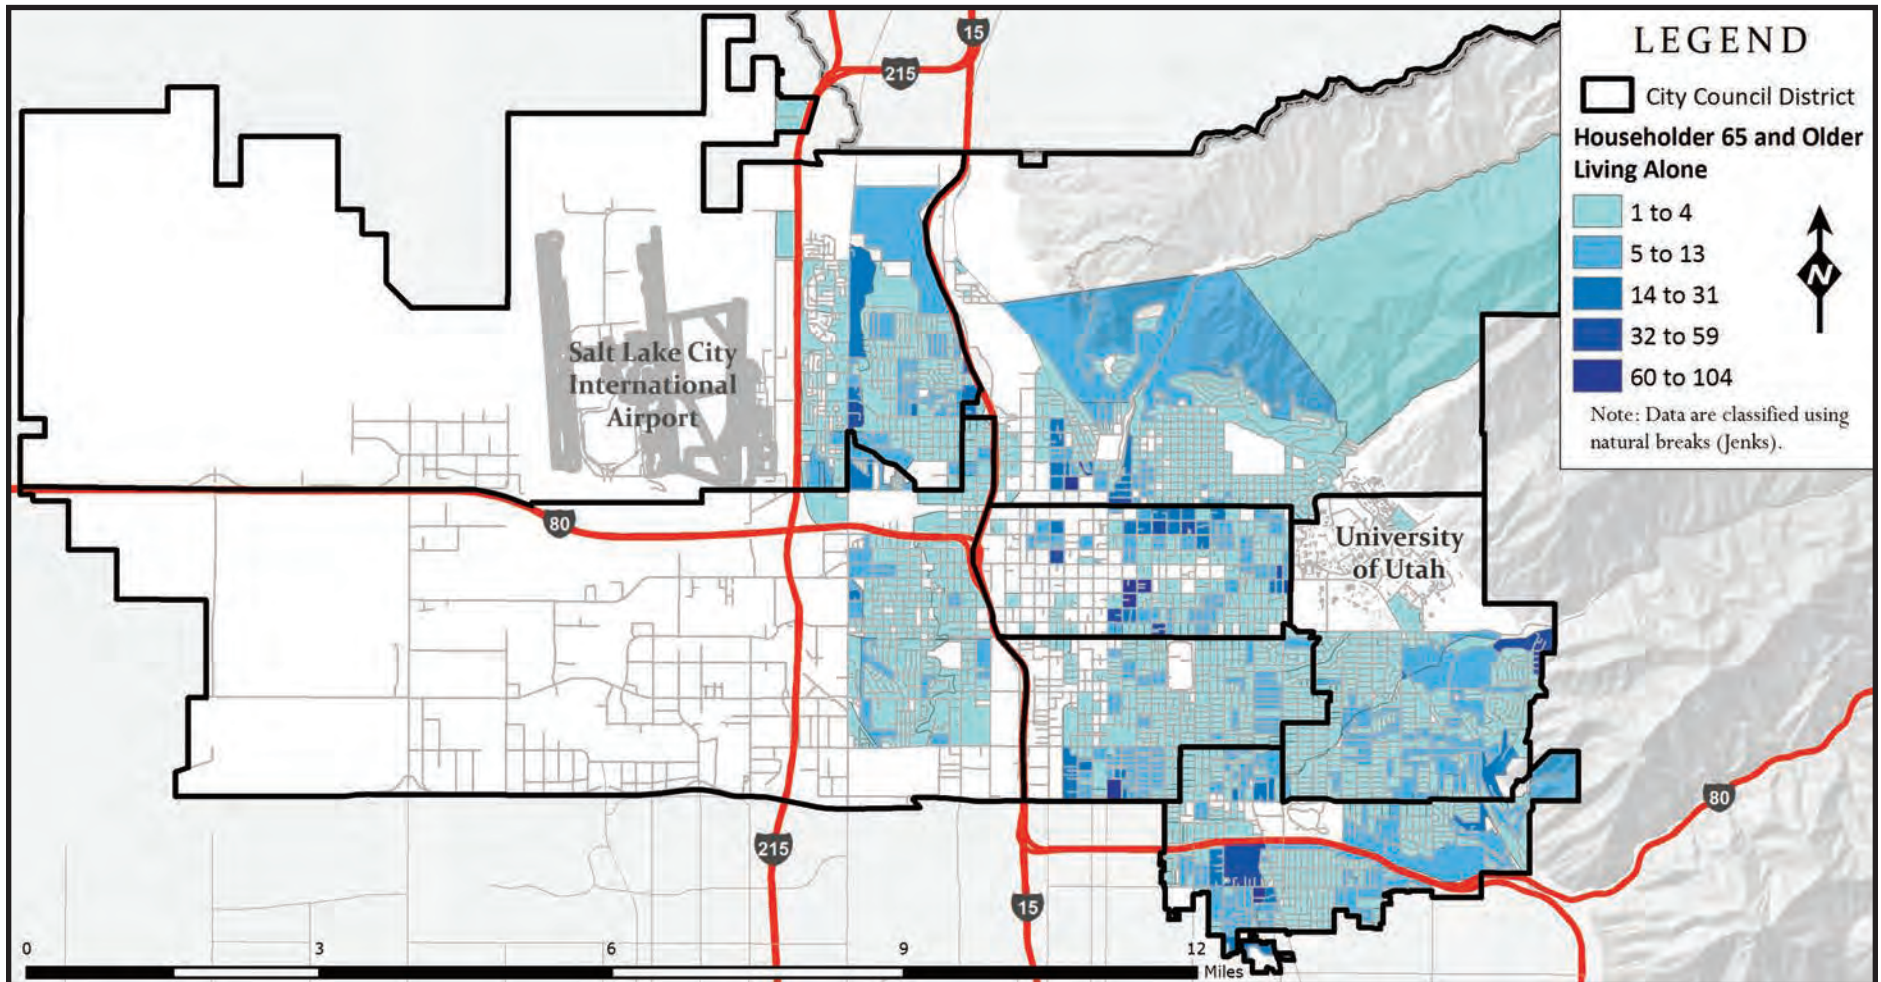 15
215
LEGEND
City Council District
Householder 65 and Older
Living Alone
1 to 4
5 to 13
14 to 31
32 to 59
60 to 104
N
Note: Data are classified using
natural breaks (Jenks).
Salt Lake City
International
Airport
80
University
of Utah
80
215
15
0
3
6
9
12
Miles